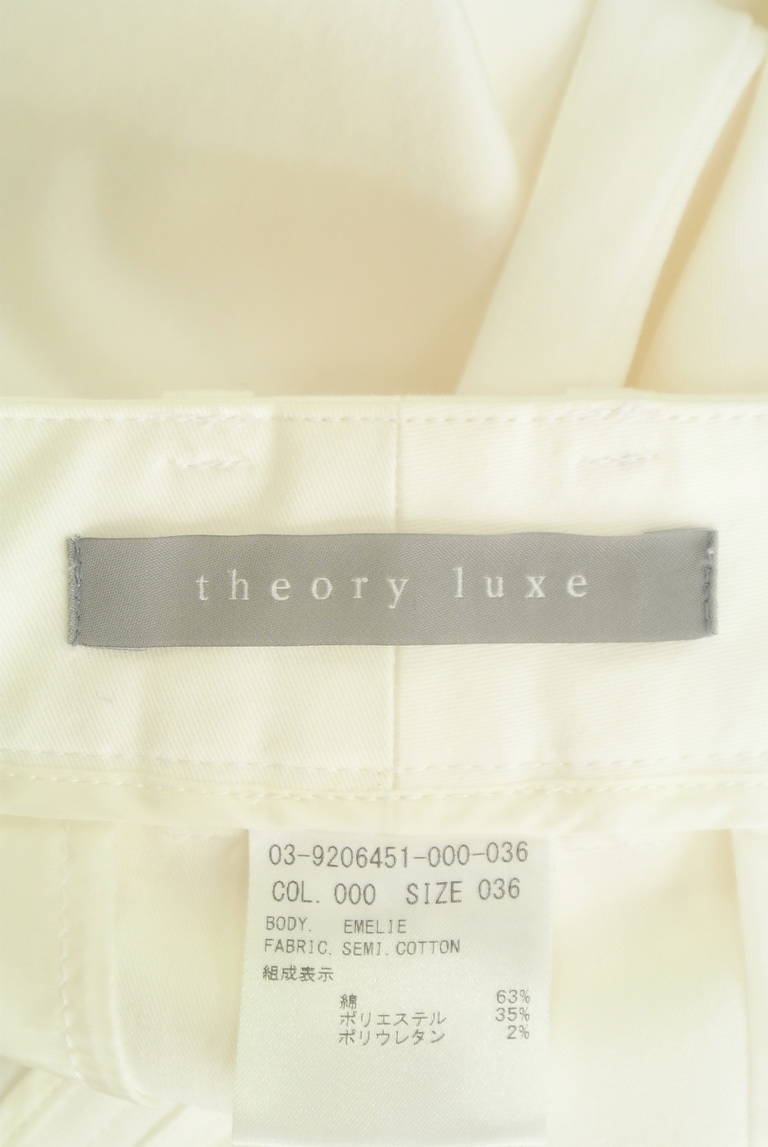 theory luxe
03-9206451-000-036
COL. 000 SIZE 036
BODY. EMELIE
FABRIC. SEMI. COTTON
組成表示
綿 63%
ポリエステル 35%
ポリウレタン 2%